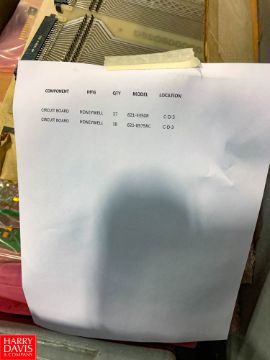 COMPONENT MFG QTY MODEL LOCATION
CIRCUIT BOARD HONEYWELL C-D-3
CIRCUIT BOARD HONEYWELL C-D-3
HARRY
DAVIS
& COMPANY